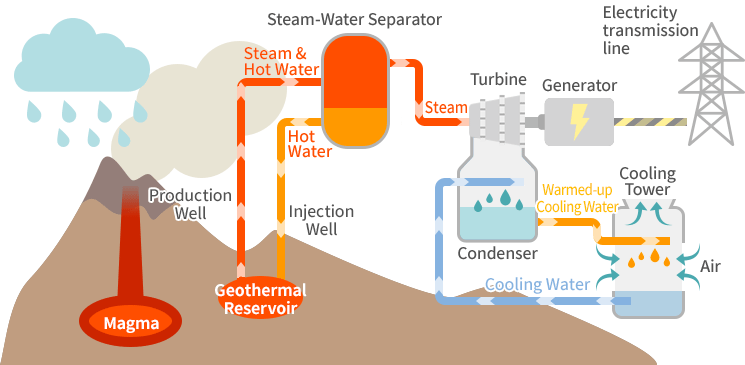 Steam-Water Separator
Electricity
transmission
line
Steam &
Hot Water
Turbine
Generator
Steam
Hot
Water
Production
Well
Injection
Well
Warmed-up
Cooling Water
Cooling
Tower
Condenser
Air
Cooling Water
Geothermal
Reservoir
Magma